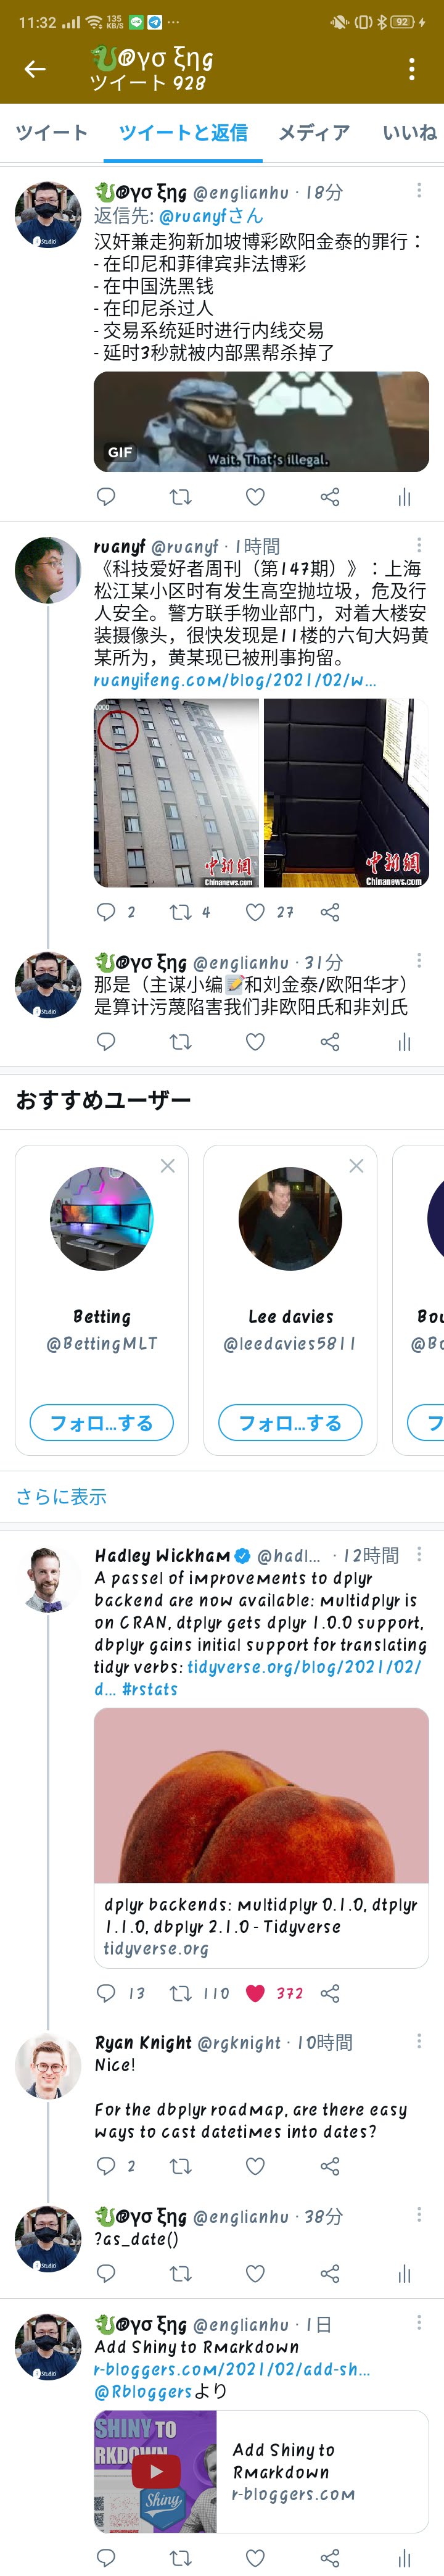 11:32 135 KB/S ... 92
🐉®γσ ξηg
ツイート 928
ツイート ツイートと返信 メディア いいね
🐉®γσ ξηg @englianhu · 18分
返信先: @ruanyfさん
汉奸兼走狗新加坡博彩欧阳金泰的罪行：
- 在印尼和菲律宾非法博彩
- 在中国洗黑钱
- 在印尼杀过人
- 交易系统延时进行内线交易
- 延时3秒就被内部黑帮杀掉了
Studio
GIF
Wait. That's illegal.
ruanyf @ruanyf · 1時間
《科技爱好者周刊（第147期）》：上海
松江某小区时有发生高空抛垃圾，危及行
人安全。警方联手物业部门，对着大楼安
装摄像头，很快发现是11楼的六旬大妈黄
某所为，黄某现已被刑事拘留。
ruanyifeng.com/blog/2021/02/w...
中新網
Chinanews.com
中新網
Chinanews.com
2 4 27
🐉®γσ ξηg @englianhu · 31分
那是（主谋小编📝和刘金泰/欧阳华才）
是算计污蔑陷害我们非欧阳氏和非刘氏
Studio
おすすめユーザー
Betting
@BettingMLT
フォロ...する
Lee davies
@leedavies5811
フォロ...する
Bou
@Bo
フ
さらに表示
Hadley Wickham @hadl... · 12時間
A passel of improvements to dplyr
backend are now available: multidplyr is
on CRAN, dtplyr gets dplyr 1.0.0 support,
dbplyr gains initial support for translating
tidyr verbs: tidyverse.org/blog/2021/02/
d... #rstats
dplyr backends: multidplyr 0.1.0, dtplyr
1.1.0, dbplyr 2.1.0 - Tidyverse
tidyverse.org
13 110 372
Ryan Knight @rgknight · 10時間
Nice!
For the dbplyr roadmap, are there easy
ways to cast datetimes into dates?
2
🐉®γσ ξηg @englianhu · 38分
?as_date()
Studio
🐉®γσ ξηg @englianhu · 1日
Add Shiny to Rmarkdown
r-bloggers.com/2021/02/add-sh...
@Rbloggersより
Studio
SHINY TO
RKDOWN
Shiny
Add Shiny to
Rmarkdown
r-bloggers.com